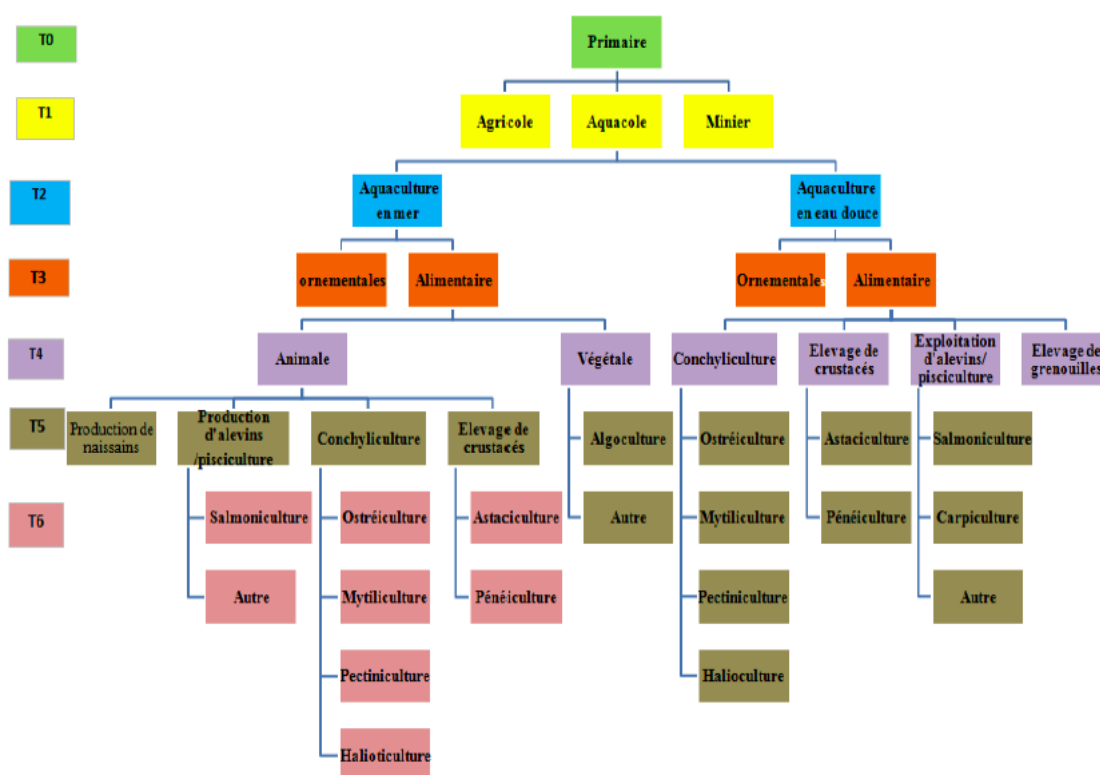 T0
Primaire
T1
Agricole
Aquacole
Minier
T2
Aquaculture
en mer
Aquaculture
en eau douce
T3
ornementales
Alimentaire
Ornementales
Alimentaire
T4
Animale
Végétale
Conchyliculture
Elevage de
crustacés
Exploitation
d'alevins/
pisciculture
Elevage de
grenouilles
T5
Production de
naissains
Production
d'alevins
/pisciculture
Conchyliculture
Elevage de
crustacés
Algoculture
Ostréiculture
Astaciculture
Salmoniculture
T6
Salmoniculture
Ostréiculture
Astaciculture
Autre
Mytiliculture
Pénéiculture
Carpiculture
Autre
Mytiliculture
Pénéiculture
Pectiniculture
Autre
Pectiniculture
Halioculture
Halioticulture